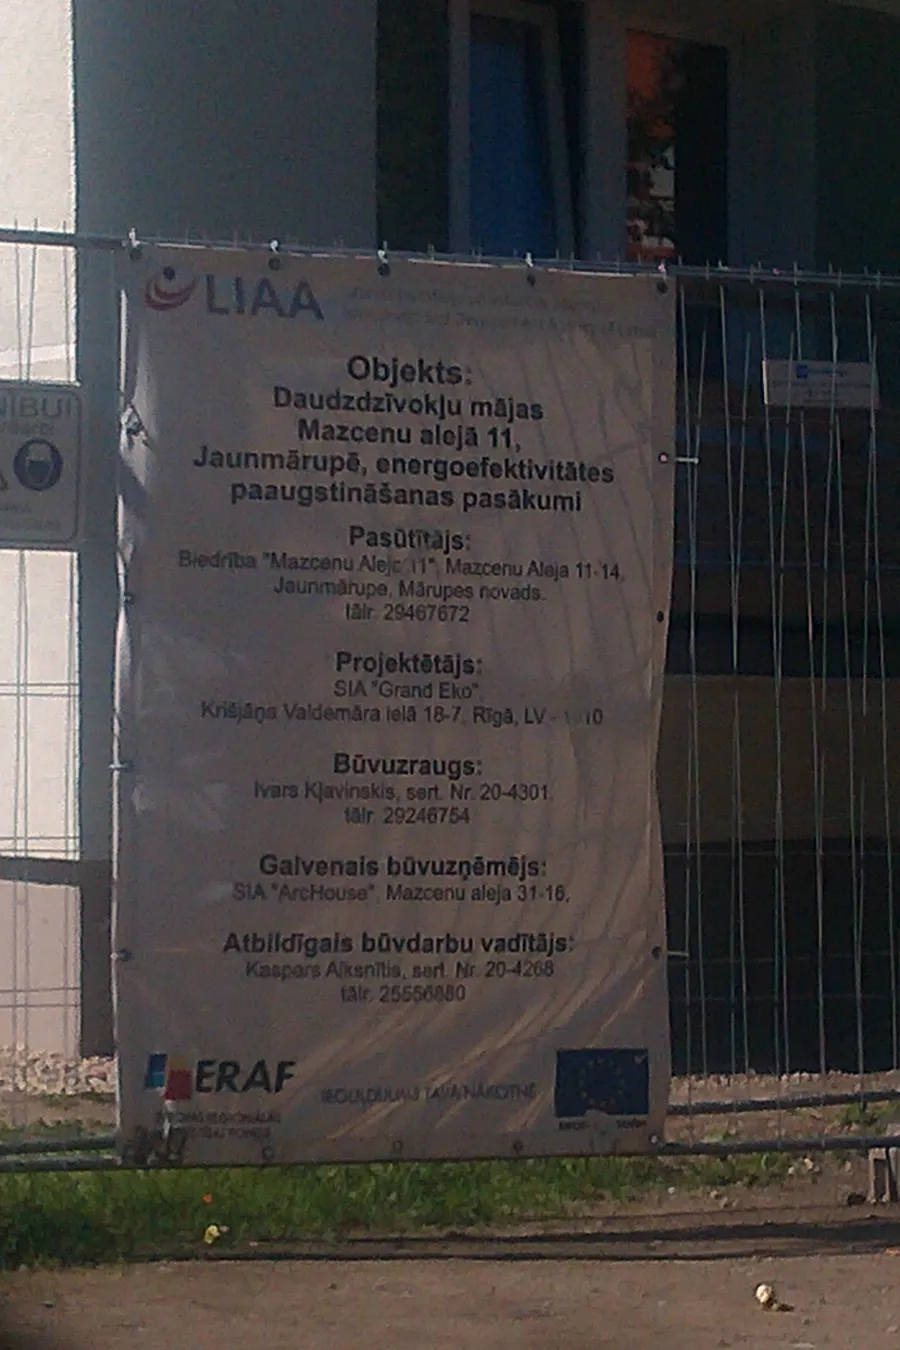 LIAA
Objekts:
Daudzdzīvokļu mājas
Mazcenu alejā 11,
Jaunmārupē, energoefektivitātes
paaugstināšanas pasākumi
Pasūtītājs:
Biedrība "Mazcenu Aleja 11", Mazcenu Aleja 11-14,
Jaunmārupe, Mārupes novads.
tālr. 29467672
Projektētājs:
SIA "Grand Eko",
Krišjāņa Valdemāra ielā 18-7, Rīgā, LV -
Būvuzraugs:
Ivars Kļavinskis, sert. Nr. 20-4301
tālr. 29246754
Galvenais būvuzņēmējs:
SIA "ArcHouse", Mazcenu aleja 31-16,
Atbildīgais būvdarbu vadītājs:
Kaspars Alksnītis, sert. Nr. 20-4268
tālr. 25556880
ERAF
IEGULDĪJUMS TAVĀ NĀKOTNĒ